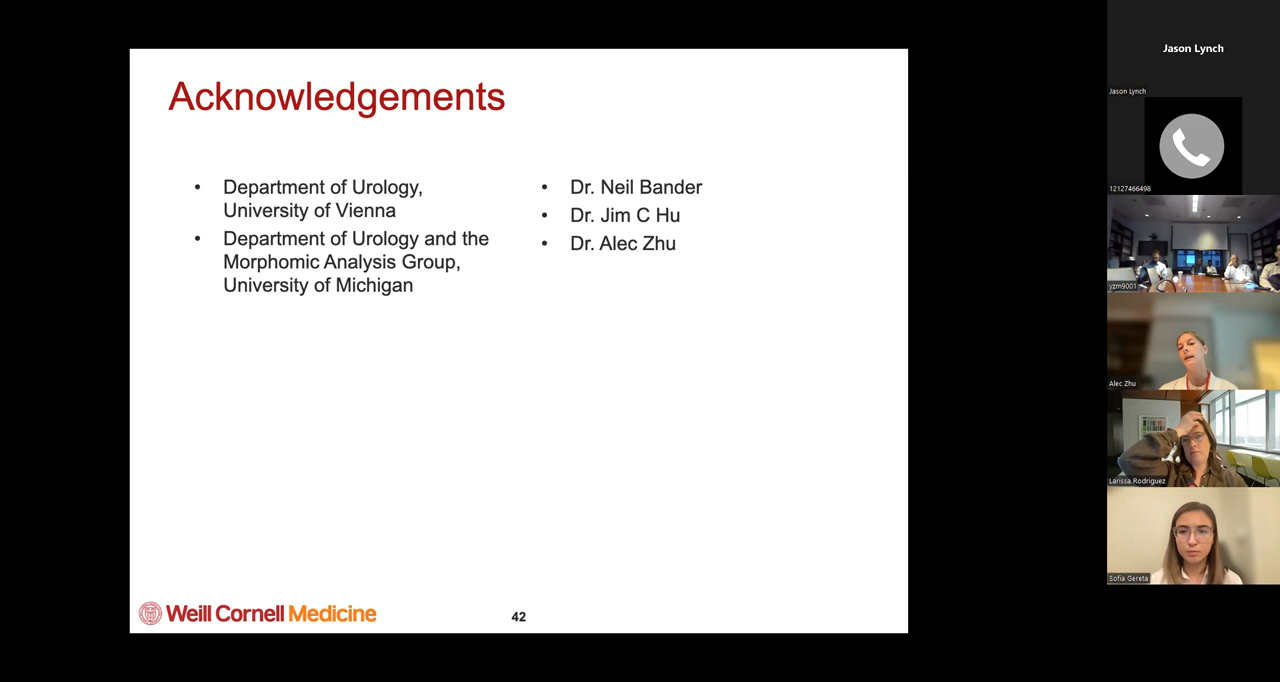 Acknowledgements
• Department of Urology,
University of Vienna
• Department of Urology and the
Morphomic Analysis Group,
University of Michigan
• Dr. Neil Bander
• Dr. Jim C Hu
• Dr. Alec Zhu
Weill Cornell Medicine
42
Jason Lynch
Jason Lynch
12127466498
yzm9001
Alec Zhu
Larissa Rodriguez
Sofia Gereta